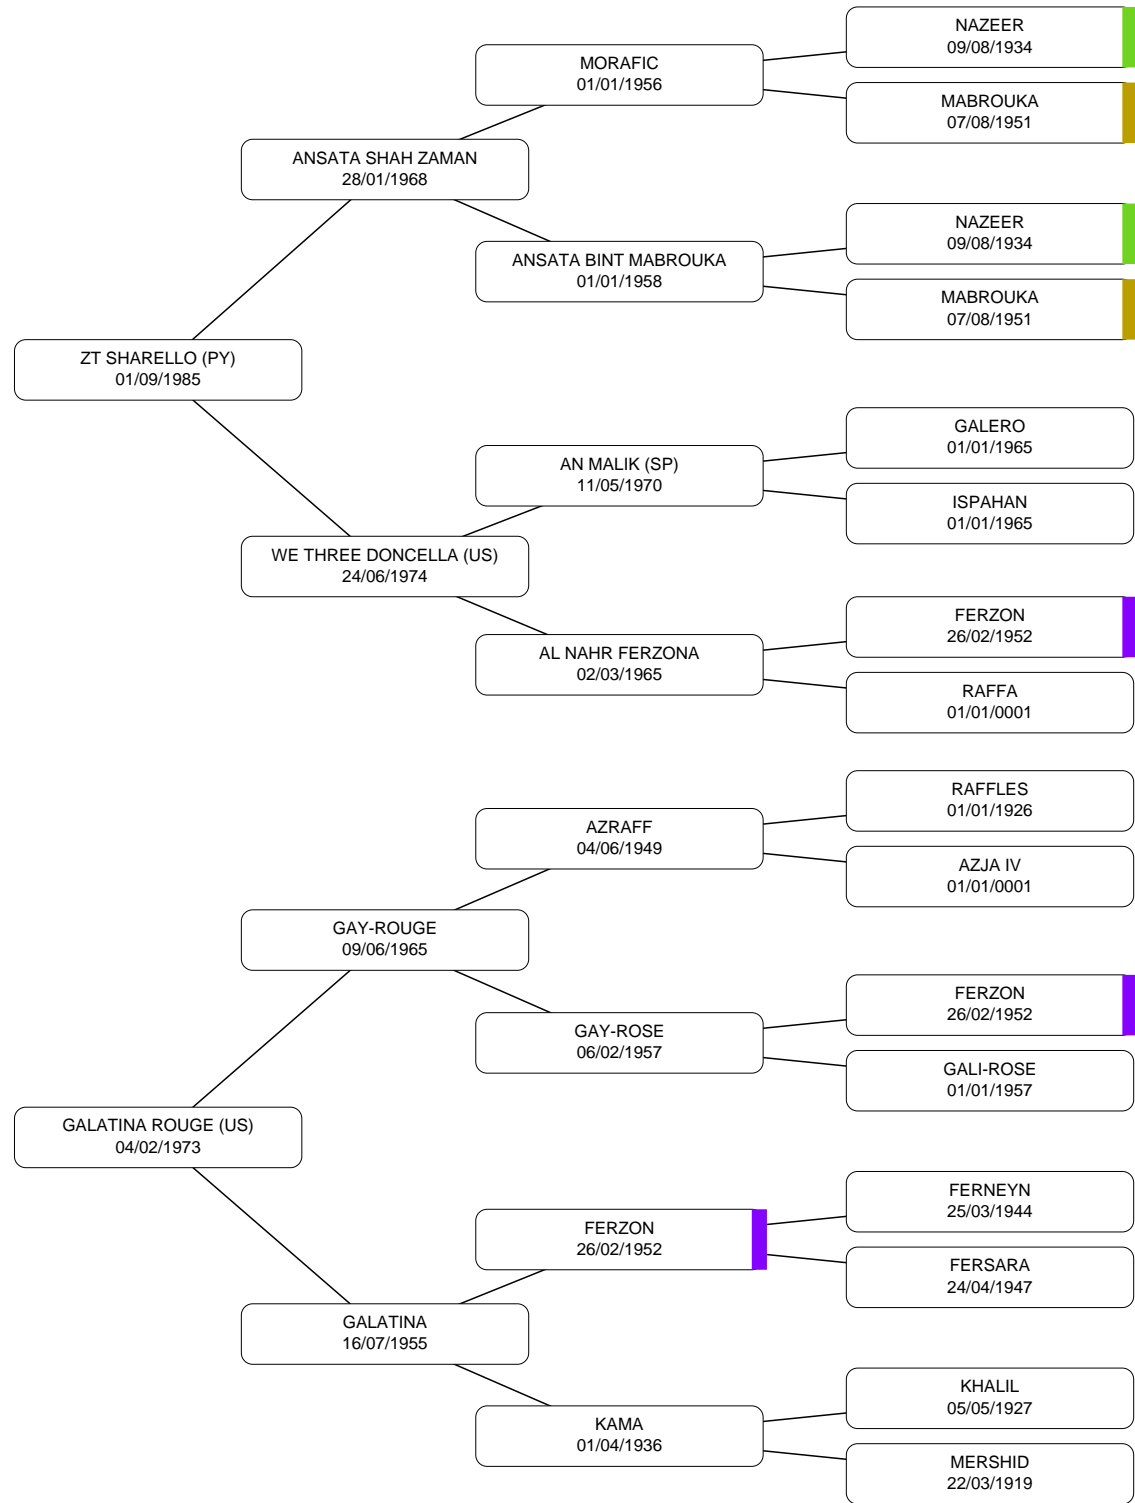 NAZEER
09/08/1934
MORAFIC
01/01/1956
MABROUKA
07/08/1951
ANSATA SHAH ZAMAN
28/01/1968
NAZEER
09/08/1934
ANSATA BINT MABROUKA
01/01/1958
MABROUKA
07/08/1951
ZT SHARELLO (PY)
01/09/1985
GALERO
01/01/1965
AN MALIK (SP)
11/05/1970
ISPAHAN
01/01/1965
WE THREE DONCELLA (US)
24/06/1974
FERZON
26/02/1952
AL NAHR FERZONA
02/03/1965
RAFFA
01/01/0001
RAFFLES
01/01/1926
AZRAFF
04/06/1949
AZJA IV
01/01/0001
GAY-ROUGE
09/06/1965
FERZON
26/02/1952
GAY-ROSE
06/02/1957
GALI-ROSE
01/01/1957
GALATINA ROUGE (US)
04/02/1973
FERNEYN
25/03/1944
FERZON
26/02/1952
FERSARA
24/04/1947
GALATINA
16/07/1955
KHALIL
05/05/1927
KAMA
01/04/1936
MERSHID
22/03/1919